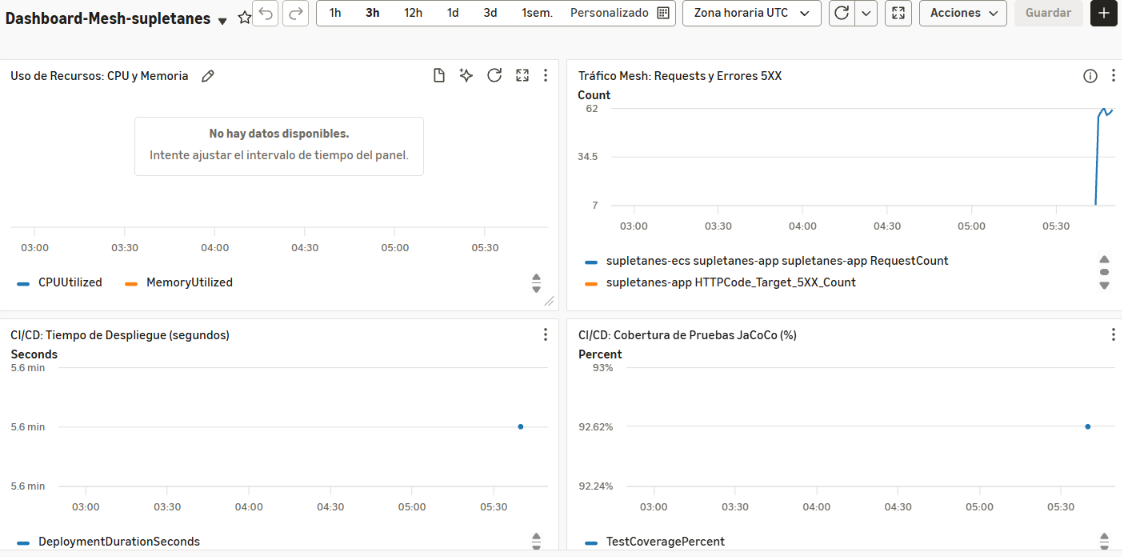 Dashboard-Mesh-supletanes
1h 3h 12h 1d 3d 1sem. Personalizado Zona horaria UTC Acciones Guardar +
Uso de Recursos: CPU y Memoria
No hay datos disponibles.
Intente ajustar el intervalo de tiempo del panel.
03:00 03:30 04:00 04:30 05:00 05:30
CPUUtilized MemoryUtilized
Tráfico Mesh: Requests y Errores 5XX
Count
62
34.5
7
03:00 03:30 04:00 04:30 05:00 05:30
supletanes-ecs supletanes-app supletanes-app RequestCount
supletanes-app HTTPCode_Target_5XX_Count
CI/CD: Tiempo de Despliegue (segundos)
Seconds
5.6 min
5.6 min
5.6 min
03:00 03:30 04:00 04:30 05:00 05:30
DeploymentDurationSeconds
CI/CD: Cobertura de Pruebas JaCoCo (%)
Percent
93%
92.62%
92.24%
03:00 03:30 04:00 04:30 05:00 05:30
TestCoveragePercent